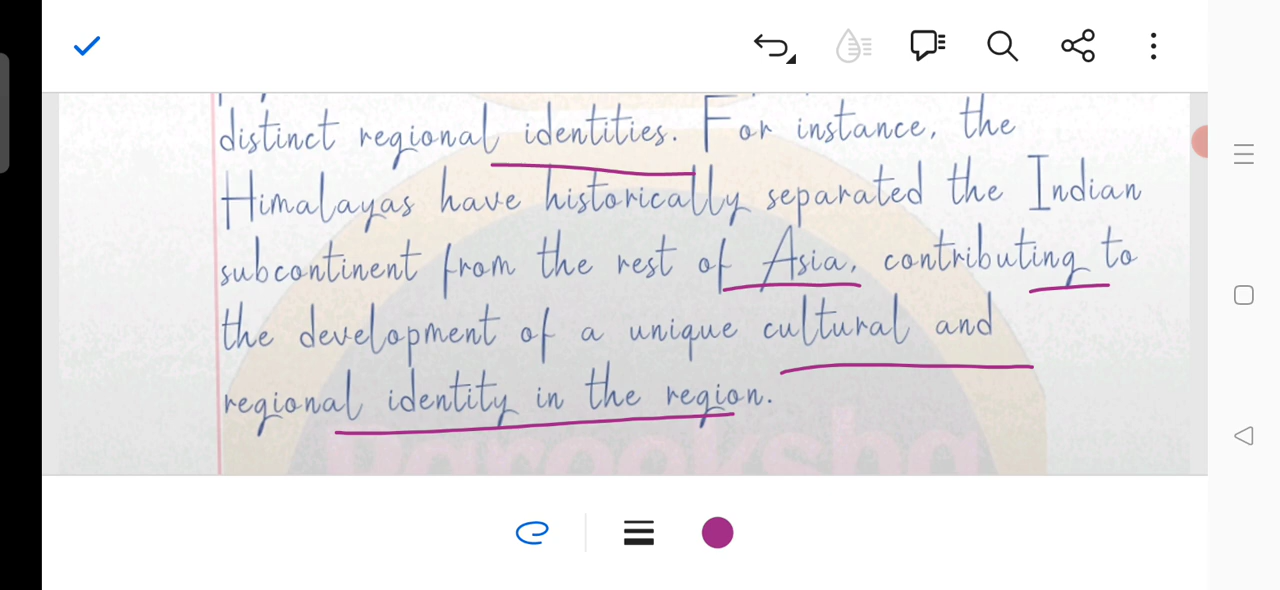 distinct regional identities. For instance, the
Himalayas have historically separated the Indian
subcontinent from the rest of Asia, contributing to
the development of a unique cultural and
regional identity in the region.